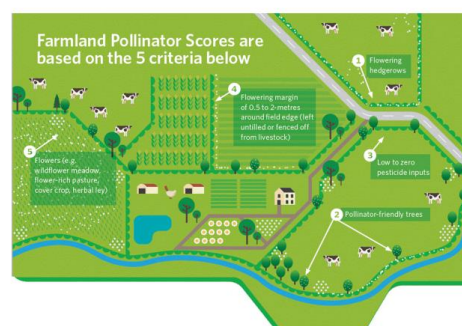 Farmland Pollinator Scores are
based on the 5 criteria below
1
Flowering
hedgerows
4
Flowering margin
of 0.5 to 2-metres
around field edge (left
untilled or fenced off
from livestock)
5
Flowers (e.g.
wildflower meadow,
flower-rich pasture,
cover crop, herbal ley)
3
Low to zero
pesticide inputs
2
Pollinator-friendly trees